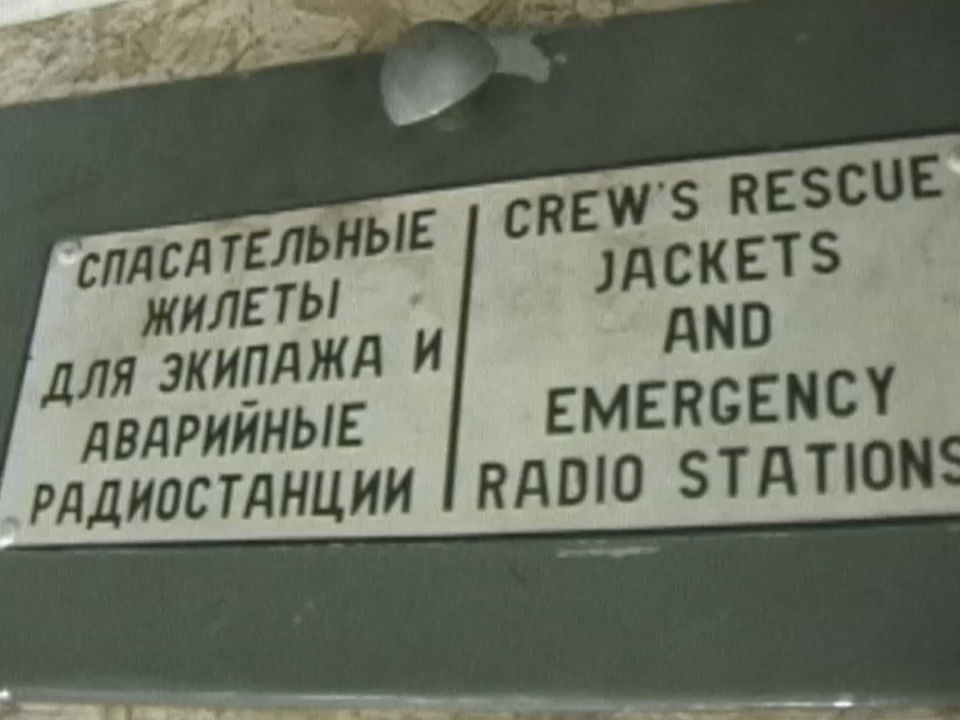 СПАСАТЕЛЬНЫЕ
ЖИЛЕТЫ
ДЛЯ ЭКИПАЖА И
АВАРИЙНЫЕ
РАДИОСТАНЦИИ
CREW'S RESCUE
JACKETS
AND
EMERGENCY
RADIO STATIONS